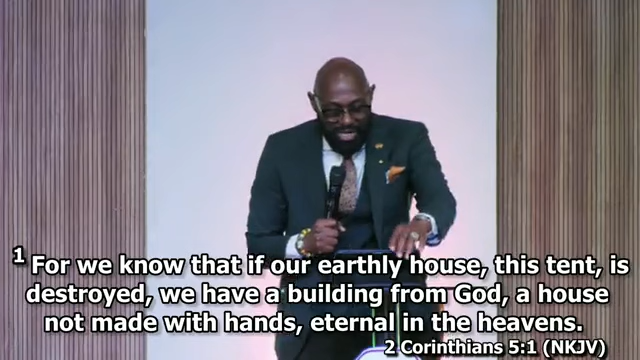 1 For we know that if our earthly house, this tent, is
destroyed, we have a building from God, a house
not made with hands, eternal in the heavens.
2 Corinthians 5:1 (NKJV)